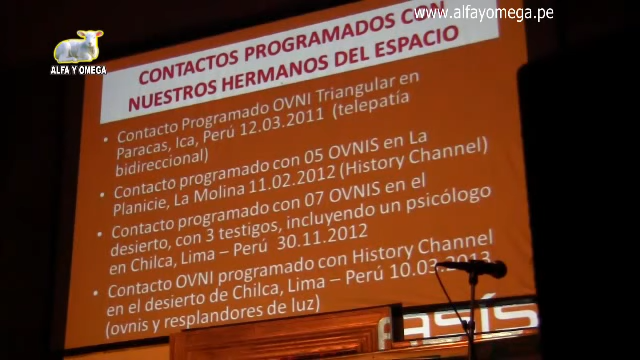 www.alfayomega.pe
ALFA Y OMEGA
CONTACTOS PROGRAMADOS CON
NUESTROS HERMANOS DEL ESPACIO
• Contacto Programado OVNI Triangular en
Paracas, Ica, Perú 12.03.2011 (telepatía
bidireccional)
• Contacto programado con 05 OVNIS en La
Planicie, La Molina 11.02.2012 (History Channel)
• Contacto programado con 07 OVNIS en el
desierto, con 3 testigos, incluyendo un psicólogo
en Chilca, Lima – Perú 30.11.2012
• Contacto OVNI programado con History Channel
en el desierto de Chilca, Lima – Perú 10.03.2013
(ovnis y resplandores de luz)
asís